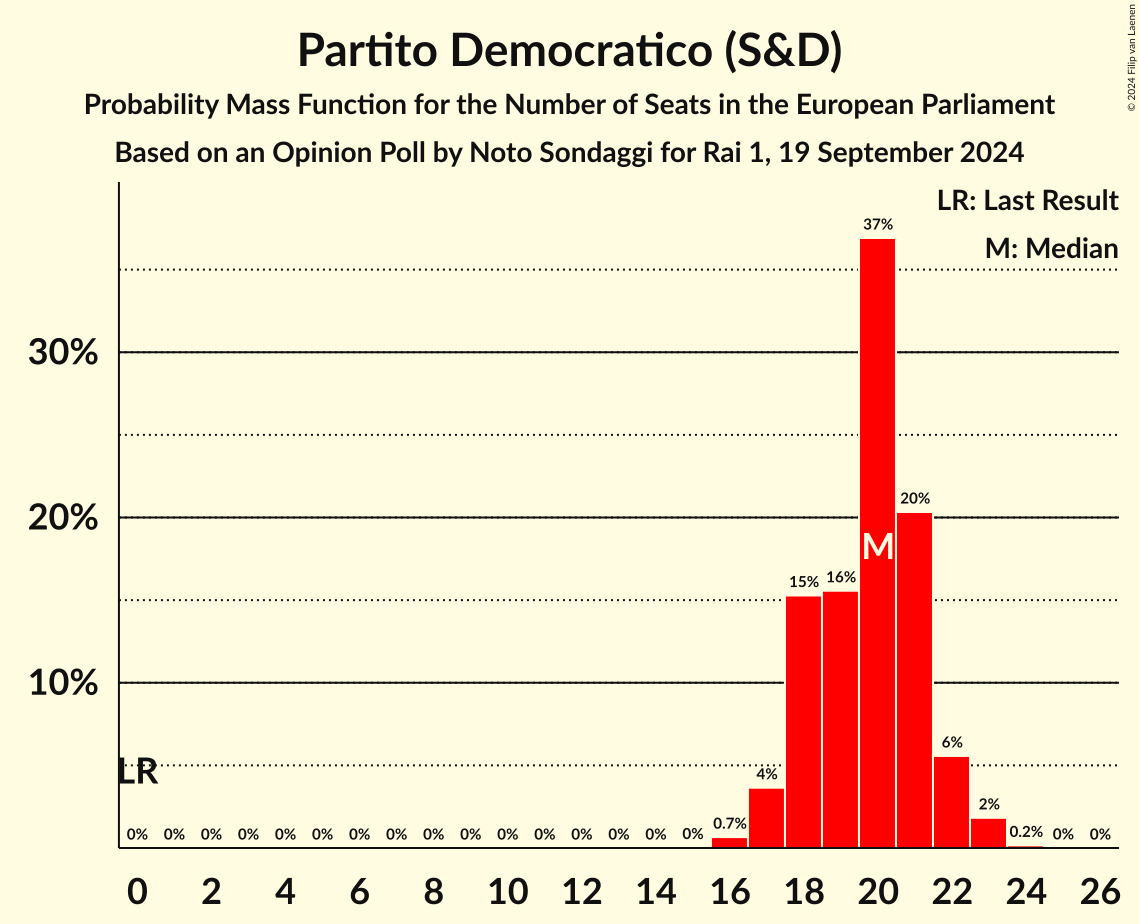 Partito Democratico (S&D)
Probability Mass Function for the Number of Seats in the European Parliament
Based on an Opinion Poll by Noto Sondaggi for Rai 1, 19 September 2024
© 2024 Filip van Laenen
LR: Last Result
M: Median
37%
30%
20%
20%
M
15%
16%
10%
6%
LR
4%
2%
0% 0% 0% 0% 0% 0% 0% 0% 0% 0% 0% 0% 0% 0% 0% 0% 0.7% 0.2% 0% 0%
0 2 4 6 8 10 12 14 16 18 20 22 24 26